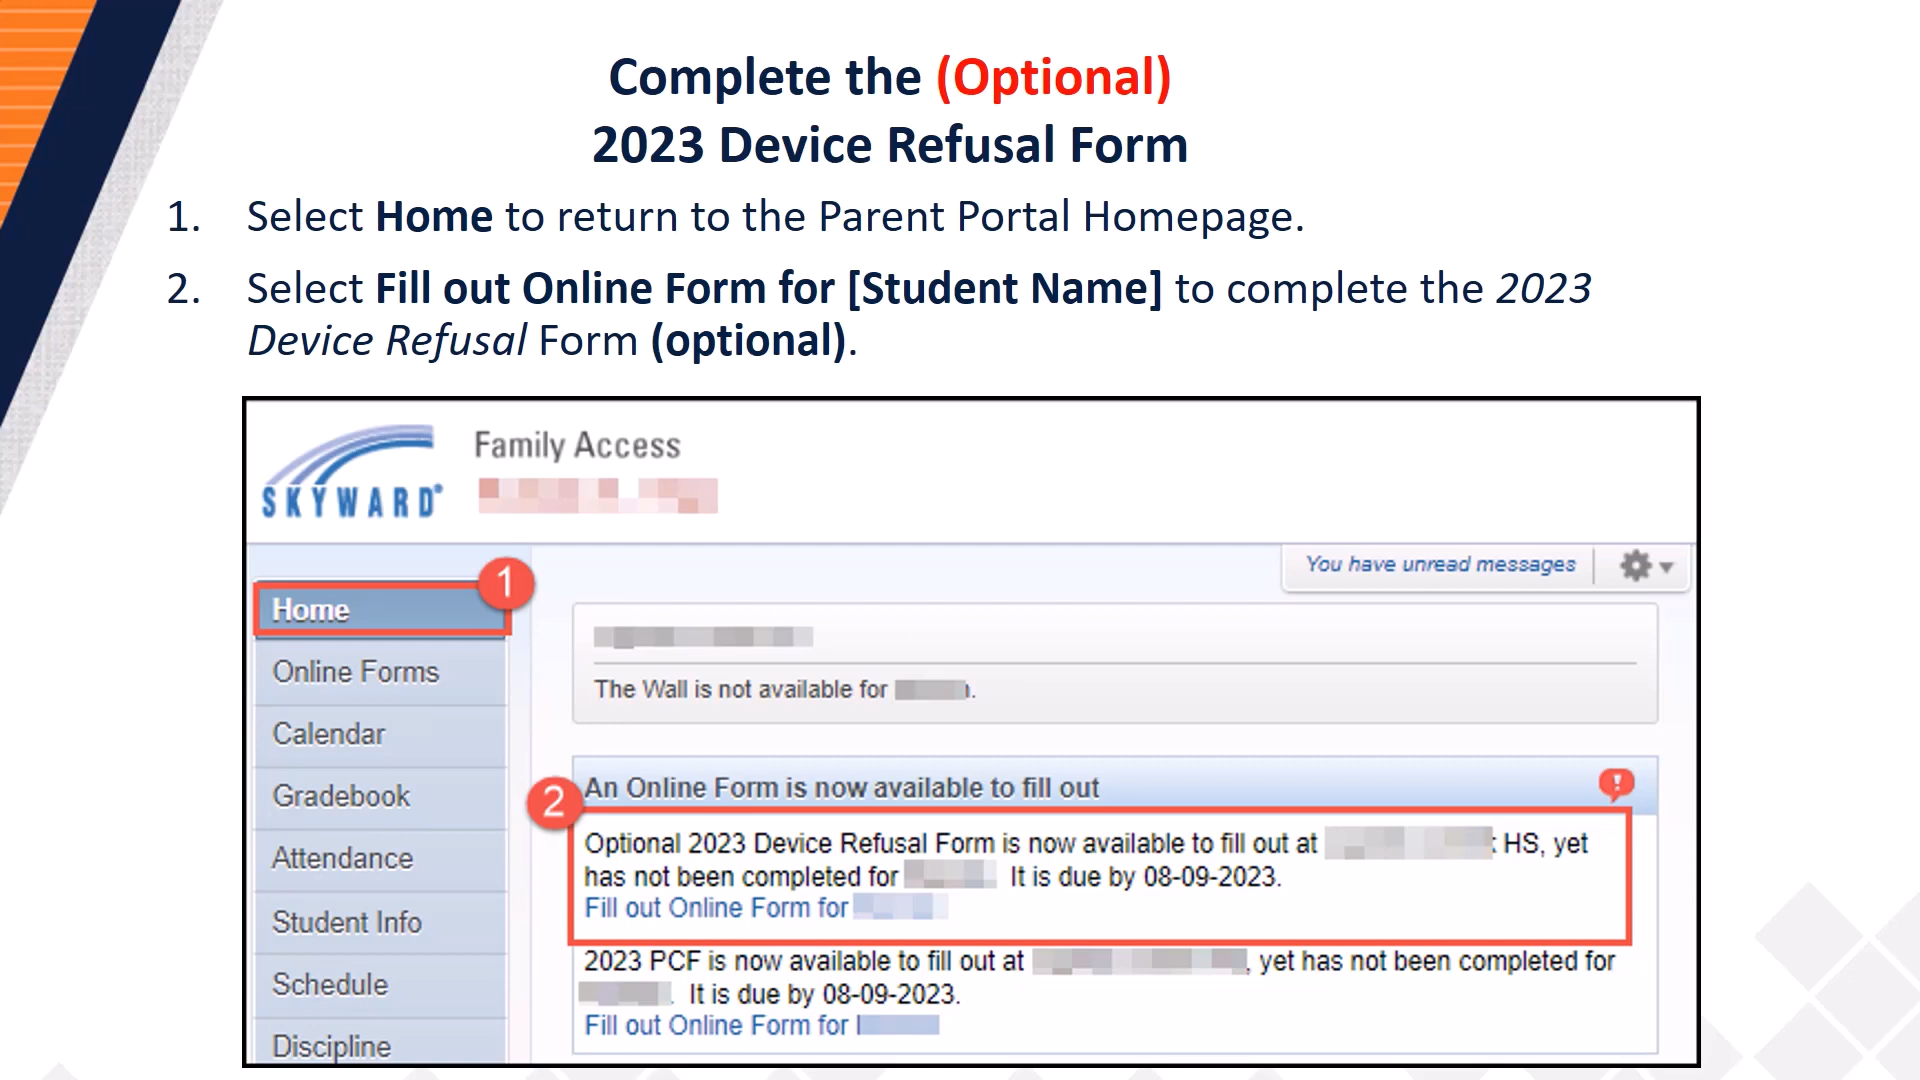 Complete the (Optional)
2023 Device Refusal Form
1. Select Home to return to the Parent Portal Homepage.
2. Select Fill out Online Form for [Student Name] to complete the 2023
Device Refusal Form (optional).
SKYWARD®
Family Access
You have unread messages
1
Home
Online Forms
Calendar
Gradebook
Attendance
Student Info
Schedule
Discipline
The Wall is not available for .
2
An Online Form is now available to fill out
!
Optional 2023 Device Refusal Form is now available to fill out at HS, yet
has not been completed for It is due by 08-09-2023.
Fill out Online Form for
2023 PCF is now available to fill out at , yet has not been completed for
. It is due by 08-09-2023.
Fill out Online Form for